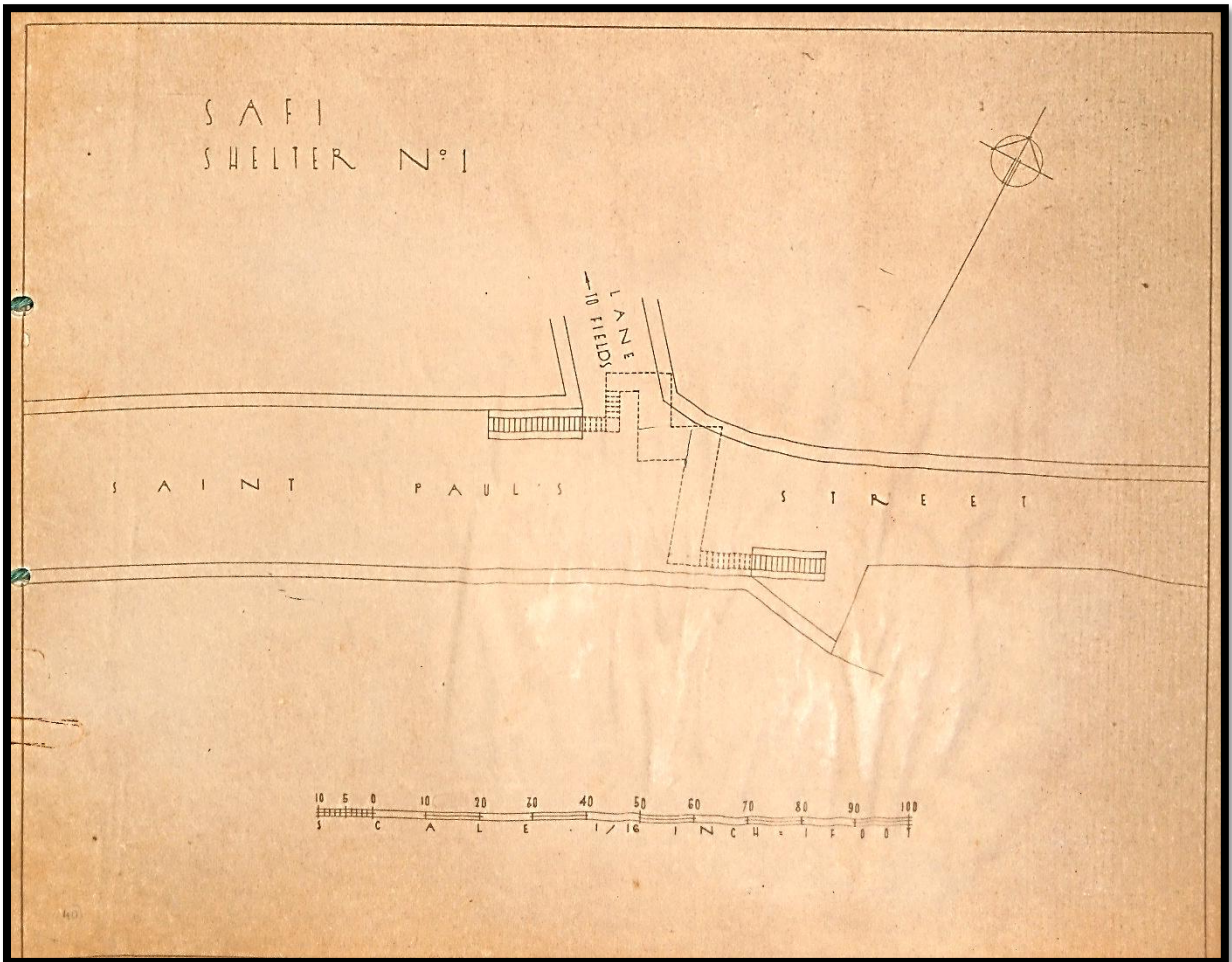 SAFI
SHELTER Nº1
LANE
TO FIELDS
SAINT PAUL'S STREET
10 5 0 10 20 30 40 50 60 70 80 90 100
SCALE . 1/16 INCH = 1 FOOT
40